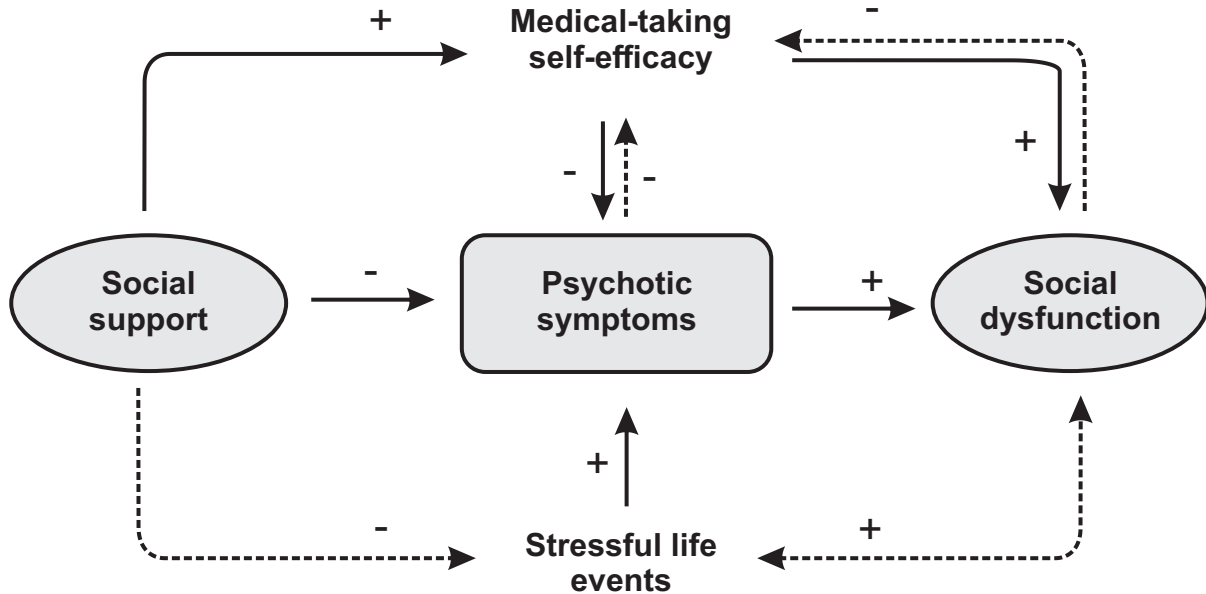 Medical-taking
self-efficacy
+
-
+
-
-
Social
support
-
Psychotic
symptoms
+
Social
dysfunction
+
-
Stressful life
events
+